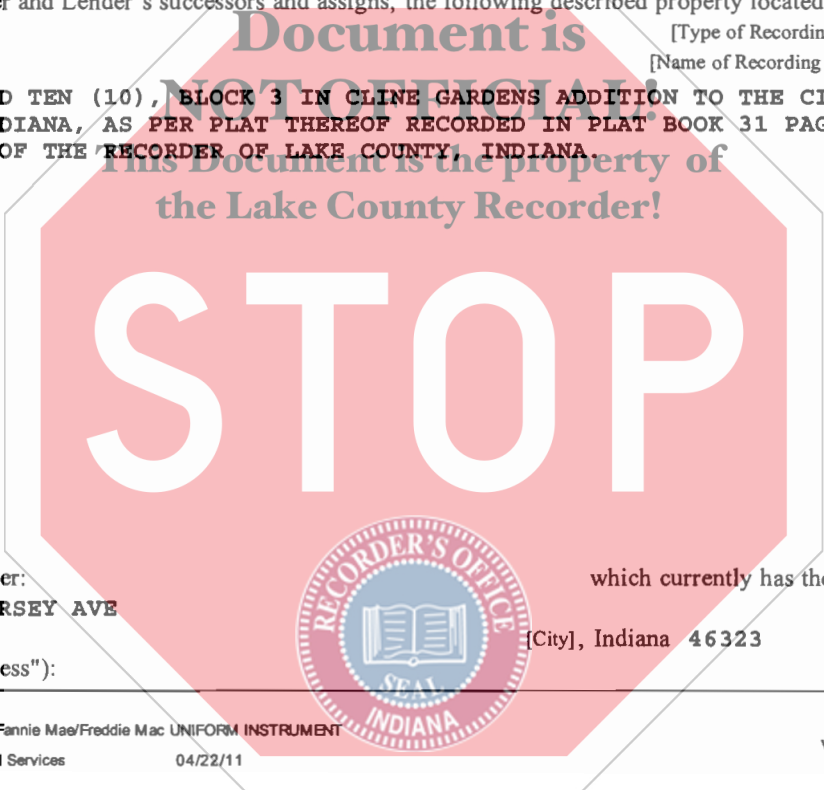 r and Lender's successors and assigns, the following described property located
Document is
[Type of Recordin
[Name of Recording
NOT OFFICIAL!
D TEN (10), BLOCK 3 IN CLINE GARDENS ADDITION TO THE CI
DIANA, AS PER PLAT THEREOF RECORDED IN PLAT BOOK 31 PAG
OF THE RECORDER OF LAKE COUNTY, INDIANA.
This Document is the property of
the Lake County Recorder!
STOP
er:
which currently has the
RSEY AVE
[City], Indiana 46323
ess"):
RECORDER'S OFFICE
SEAL
INDIANA
Fannie Mae/Freddie Mac UNIFORM INSTRUMENT
l Services 04/22/11